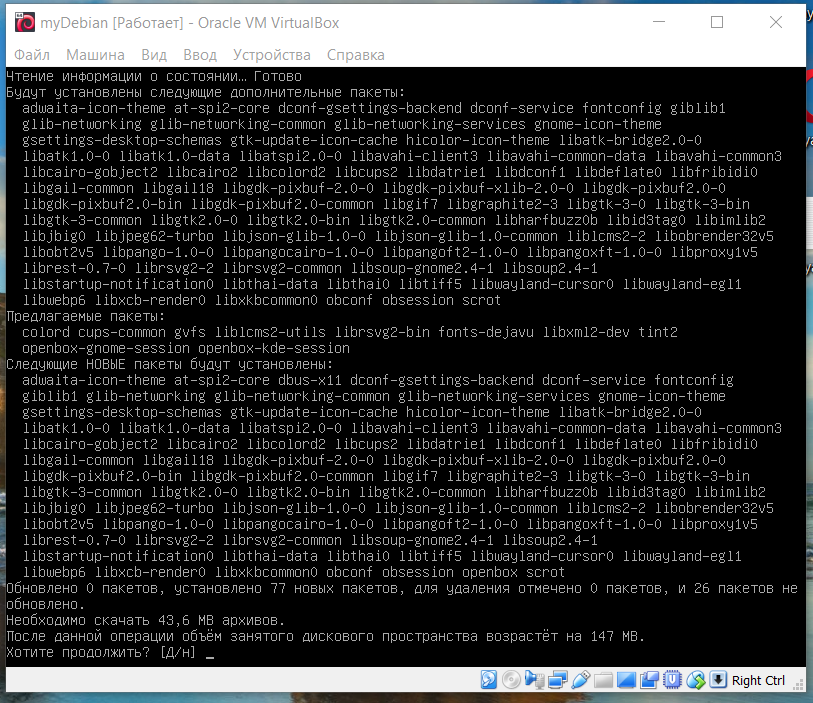 myDebian [Работает] - Oracle VM VirtualBox
Файл Машина Вид Ввод Устройства Справка
Чтение информации о состоянии… Готово
Будут установлены следующие дополнительные пакеты:
adwaita-icon-theme at-spi2-core dconf-gsettings-backend dconf-service fontconfig giblib1
glib-networking glib-networking-common glib-networking-services gnome-icon-theme
gsettings-desktop-schemas gtk-update-icon-cache hicolor-icon-theme libatk-bridge2.0-0
libatk1.0-0 libatk1.0-data libatspi2.0-0 libavahi-client3 libavahi-common-data libavahi-common3
libcairo-gobject2 libcairo2 libcolord2 libcups2 libdatrie1 libdconf1 libdeflate0 libfribidi0
libgail-common libgail18 libgdk-pixbuf-2.0-0 libgdk-pixbuf-xlib-2.0-0 libgdk-pixbuf2.0-0
libgdk-pixbuf2.0-bin libgdk-pixbuf2.0-common libgif7 libgraphite2-3 libgtk-3-0 libgtk-3-bin
libgtk-3-common libgtk2.0-0 libgtk2.0-bin libgtk2.0-common libharfbuzz0b libid3tag0 libimlib2
libjbig0 libjpeg62-turbo libjson-glib-1.0-0 libjson-glib-1.0-common liblcms2-2 libobrender32v5
libobt2v5 libpango-1.0-0 libpangocairo-1.0-0 libpangoft2-1.0-0 libpangoxft-1.0-0 libproxy1v5
librest-0.7-0 librsvg2-2 librsvg2-common libsoup-gnome2.4-1 libsoup2.4-1
libstartup-notification0 libthai-data libthai0 libtiff5 libwayland-cursor0 libwayland-egl1
libwebp6 libxcb-render0 libxkbcommon0 obconf obsession scrot
Предлагаемые пакеты:
colord cups-common gvfs liblcms2-utils librsvg2-bin fonts-dejavu libxml2-dev tint2
openbox-gnome-session openbox-kde-session
Следующие НОВЫЕ пакеты будут установлены:
adwaita-icon-theme at-spi2-core dbus-x11 dconf-gsettings-backend dconf-service fontconfig
giblib1 glib-networking glib-networking-common glib-networking-services gnome-icon-theme
gsettings-desktop-schemas gtk-update-icon-cache hicolor-icon-theme libatk-bridge2.0-0
libatk1.0-0 libatk1.0-data libatspi2.0-0 libavahi-client3 libavahi-common-data libavahi-common3
libcairo-gobject2 libcairo2 libcolord2 libcups2 libdatrie1 libdconf1 libdeflate0 libfribidi0
libgail-common libgail18 libgdk-pixbuf-2.0-0 libgdk-pixbuf-xlib-2.0-0 libgdk-pixbuf2.0-0
libgdk-pixbuf2.0-bin libgdk-pixbuf2.0-common libgif7 libgraphite2-3 libgtk-3-0 libgtk-3-bin
libgtk-3-common libgtk2.0-0 libgtk2.0-bin libgtk2.0-common libharfbuzz0b libid3tag0 libimlib2
libjbig0 libjpeg62-turbo libjson-glib-1.0-0 libjson-glib-1.0-common liblcms2-2 libobrender32v5
libobt2v5 libpango-1.0-0 libpangocairo-1.0-0 libpangoft2-1.0-0 libpangoxft-1.0-0 libproxy1v5
librest-0.7-0 librsvg2-2 librsvg2-common libsoup-gnome2.4-1 libsoup2.4-1
libstartup-notification0 libthai-data libthai0 libtiff5 libwayland-cursor0 libwayland-egl1
libwebp6 libxcb-render0 libxkbcommon0 obconf obsession openbox scrot
Обновлено 0 пакетов, установлено 77 новых пакетов, для удаления отмечено 0 пакетов, и 26 пакетов не
обновлено.
Необходимо скачать 43,6 MB архивов.
После данной операции объём занятого дискового пространства возрастёт на 147 MB.
Хотите продолжить? [Д/н] _
Right Ctrl